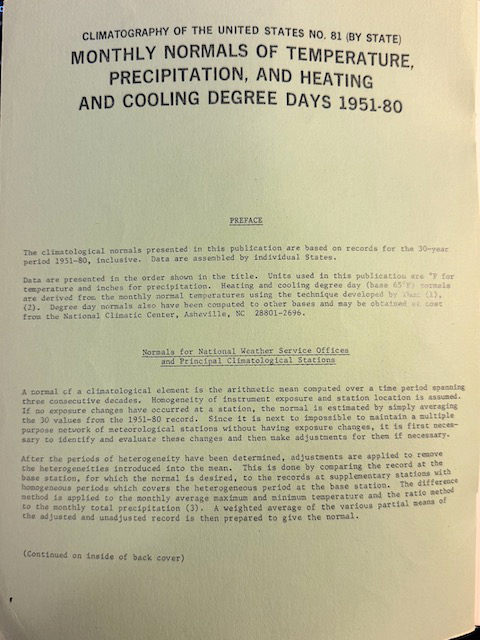 CLIMATOGRAPHY OF THE UNITED STATES NO. 81 (BY STATE)
MONTHLY NORMALS OF TEMPERATURE,
PRECIPITATION, AND HEATING
AND COOLING DEGREE DAYS 1951-80
PREFACE
The climatological normals presented in this publication are based on records for the 30-year
period 1951-80, inclusive. Data are assembled by individual States.
Data are presented in the order shown in the title. Units used in this publication are °F for
temperature and inches for precipitation. Heating and cooling degree day (base 65°F) normals
are derived from the monthly normal temperatures using the technique developed by (1),
(2). Degree day normals also have been computed to other bases and may be obtained at cost
from the National Climatic Center, Asheville, NC 28801-2696.
Normals for National Weather Service Offices
and Principal Climatological Stations
A normal of a climatological element is the arithmetic mean computed over a time period spanning
three consecutive decades. Homogeneity of instrument exposure and station location is assumed.
If no exposure changes have occurred at a station, the normal is estimated by simply averaging
the 30 values from the 1951-80 record. Since it is next to impossible to maintain a multiple
purpose network of meteorological stations without having exposure changes, it is first neces-
sary to identify and evaluate these changes and then make adjustments for them if necessary.
After the periods of heterogeneity have been determined, adjustments are applied to remove
the heterogeneities introduced into the mean. This is done by comparing the record at the
base station, for which the normal is desired, to the records at supplementary stations with
homogeneous periods which covers the heterogeneous period at the base station. The difference
method is applied to the monthly average maximum and minimum temperature and the ratio method
to the monthly total precipitation (3). A weighted average of the various partial means of
the adjusted and unadjusted record is then prepared to give the normal.
(Continued on inside of back cover)